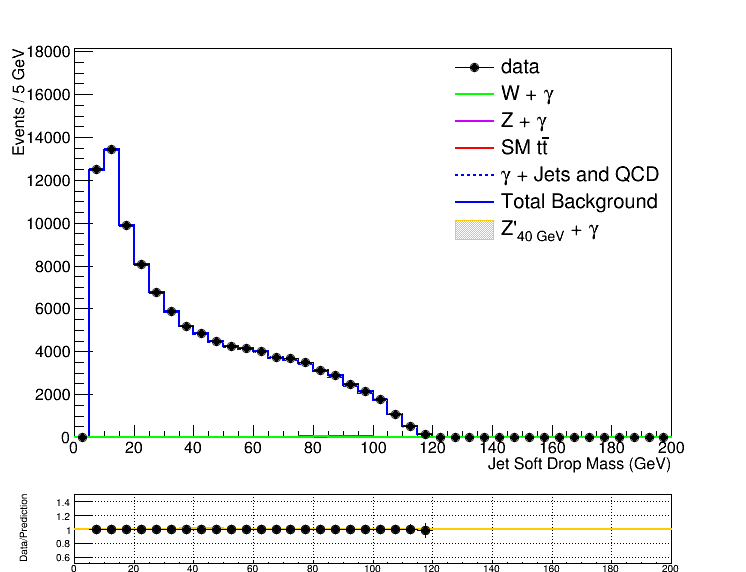 Events / 5 GeV
18000
16000
14000
12000
10000
8000
6000
4000
2000
0
data
W + γ
Z + γ
SM tt̄
γ + Jets and QCD
Total Background
Z'40 GeV + γ
0 20 40 60 80 100 120 140 160 180 200
Jet Soft Drop Mass (GeV)
Data/Prediction
1.4
1.2
1
0.8
0.6
0 20 40 60 80 100 120 140 160 180 200